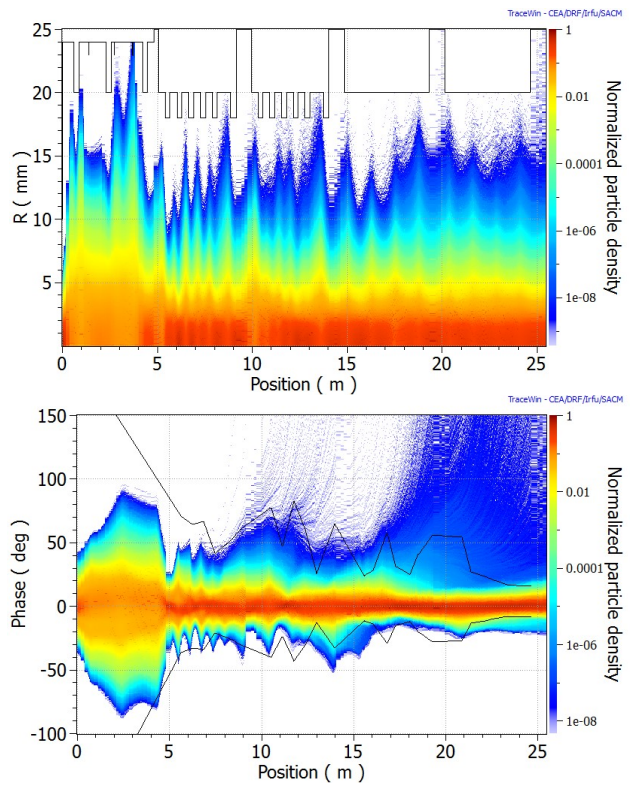 TraceWin - CEA/DRF/Irfu/SACM
25
20
15
10
5
R ( mm )
0
5
10
15
20
25
Position ( m )
1
0.01
0.0001
1e-06
1e-08
Normalized particle density
TraceWin - CEA/DRF/Irfu/SACM
150
100
50
0
-50
-100
Phase ( deg )
0
5
10
15
20
25
Position ( m )
1
0.01
0.0001
1e-06
1e-08
Normalized particle density